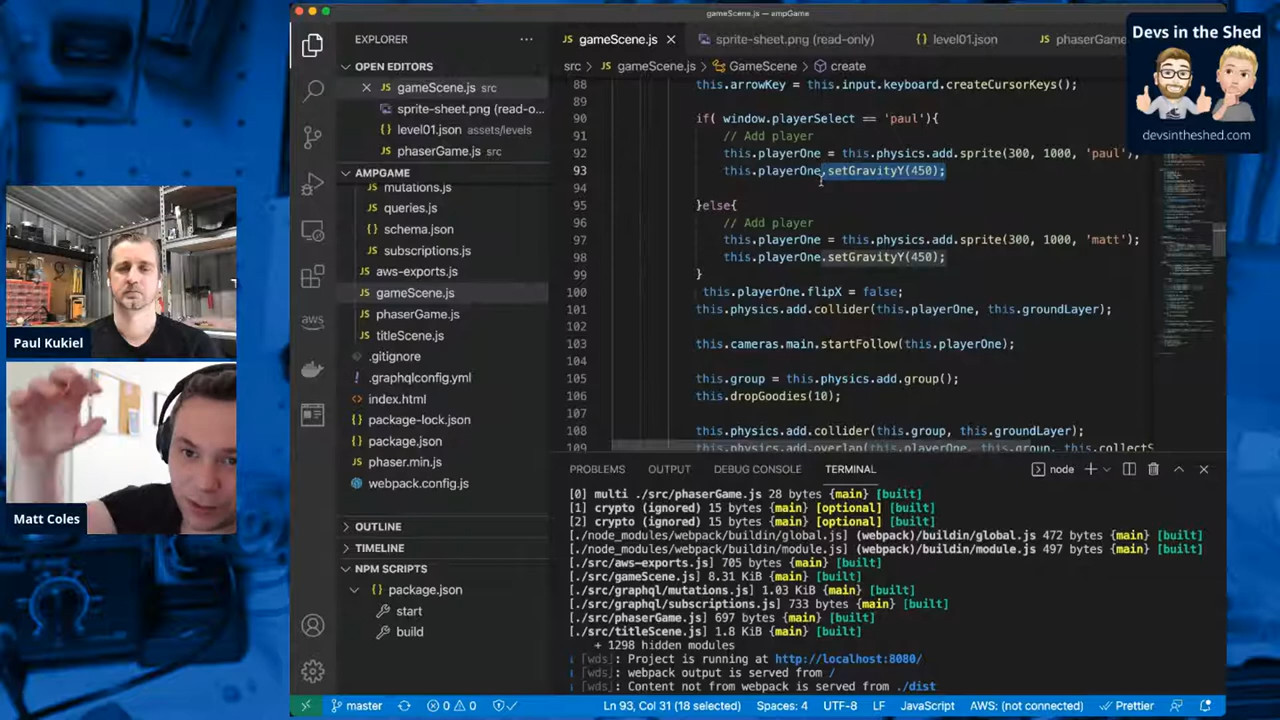 gameScene.js — ampGame
Devs in the Shed
devsintheshed.com
EXPLORER
OPEN EDITORS
gameScene.js src
sprite-sheet.png (read-o...
level01.json assets/levels
phaserGame.js src
AMPGAME
mutations.js
queries.js
schema.json
subscriptions.js
aws-exports.js
gameScene.js
phaserGame.js
titleScene.js
.gitignore
.graphqlconfig.yml
index.html
package-lock.json
package.json
phaser.min.js
webpack.config.js
OUTLINE
TIMELINE
NPM SCRIPTS
package.json
start
build
aws
JS gameScene.js
sprite-sheet.png (read-only)
level01.json
JS phaserGame
src > JS gameScene.js > GameScene > create
88 this.arrowKey = this.input.keyboard.createCursorKeys();
89
90 if( window.playerSelect == 'paul'){
91 // Add player
92 this.playerOne = this.physics.add.sprite(300, 1000, 'paul');
93 this.playerOne.setGravityY(450);
94
95 }else{
96 // Add player
97 this.playerOne = this.physics.add.sprite(300, 1000, 'matt');
98 this.playerOne.setGravityY(450);
99 }
100 this.playerOne.flipX = false;
101 this.physics.add.collider(this.playerOne, this.groundLayer);
102
103 this.cameras.main.startFollow(this.playerOne);
104
105 this.group = this.physics.add.group();
106 this.dropGoodies(10);
107
108 this.physics.add.collider(this.group, this.groundLayer);
109 this.physics.add.overlap(this.playerOne, this.group, this.collectS
PROBLEMS OUTPUT DEBUG CONSOLE TERMINAL node
[0] multi ./src/phaserGame.js 28 bytes {main} [built]
[1] crypto (ignored) 15 bytes {main} [optional] [built]
[2] crypto (ignored) 15 bytes {main} [optional] [built]
[./node_modules/webpack/buildin/global.js] (webpack)/buildin/global.js 472 bytes {main} [built]
[./node_modules/webpack/buildin/module.js] (webpack)/buildin/module.js 497 bytes {main} [built]
[./src/aws-exports.js] 705 bytes {main} [built]
[./src/gameScene.js] 8.31 KiB {main} [built]
[./src/graphql/mutations.js] 1.03 KiB {main} [built]
[./src/graphql/subscriptions.js] 733 bytes {main} [built]
[./src/phaserGame.js] 697 bytes {main} [built]
[./src/titleScene.js] 1.8 KiB {main} [built]
+ 1298 hidden modules
i ｢wds｣: Project is running at http://localhost:8080/
i ｢wds｣: webpack output is served from /
i ｢wds｣: Content not from webpack is served from ./dist
master 0 0 Ln 93, Col 31 (18 selected) Spaces: 4 UTF-8 LF JavaScript AWS: (not connected) Prettier
Paul Kukiel
Matt Coles